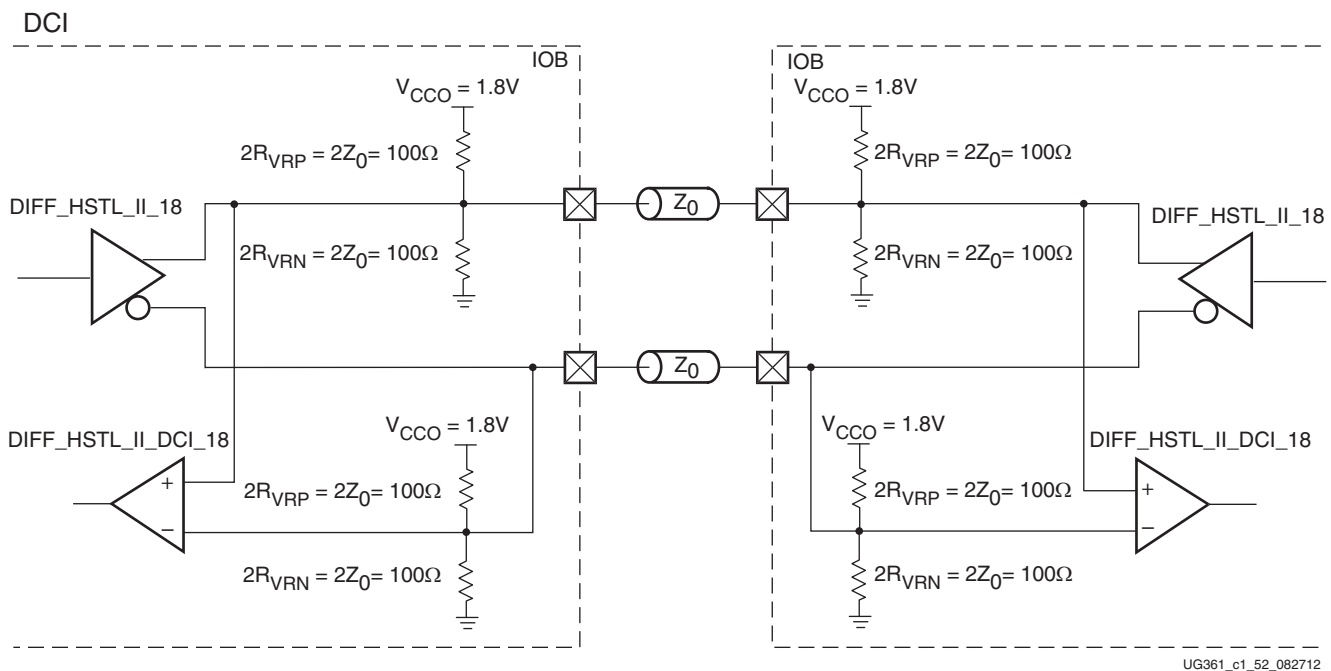 DCI
IOB
IOB
V_CCO = 1.8V
V_CCO = 1.8V
2R_VRP = 2Z_0= 100Ω
2R_VRP = 2Z_0= 100Ω
DIFF_HSTL_II_18
Z_0
DIFF_HSTL_II_18
2R_VRN = 2Z_0= 100Ω
2R_VRN = 2Z_0= 100Ω
Z_0
V_CCO = 1.8V
V_CCO = 1.8V
DIFF_HSTL_II_DCI_18
DIFF_HSTL_II_DCI_18
+
2R_VRP = 2Z_0= 100Ω
2R_VRP = 2Z_0= 100Ω
+
–
–
2R_VRN = 2Z_0= 100Ω
2R_VRN = 2Z_0= 100Ω
UG361_c1_52_082712